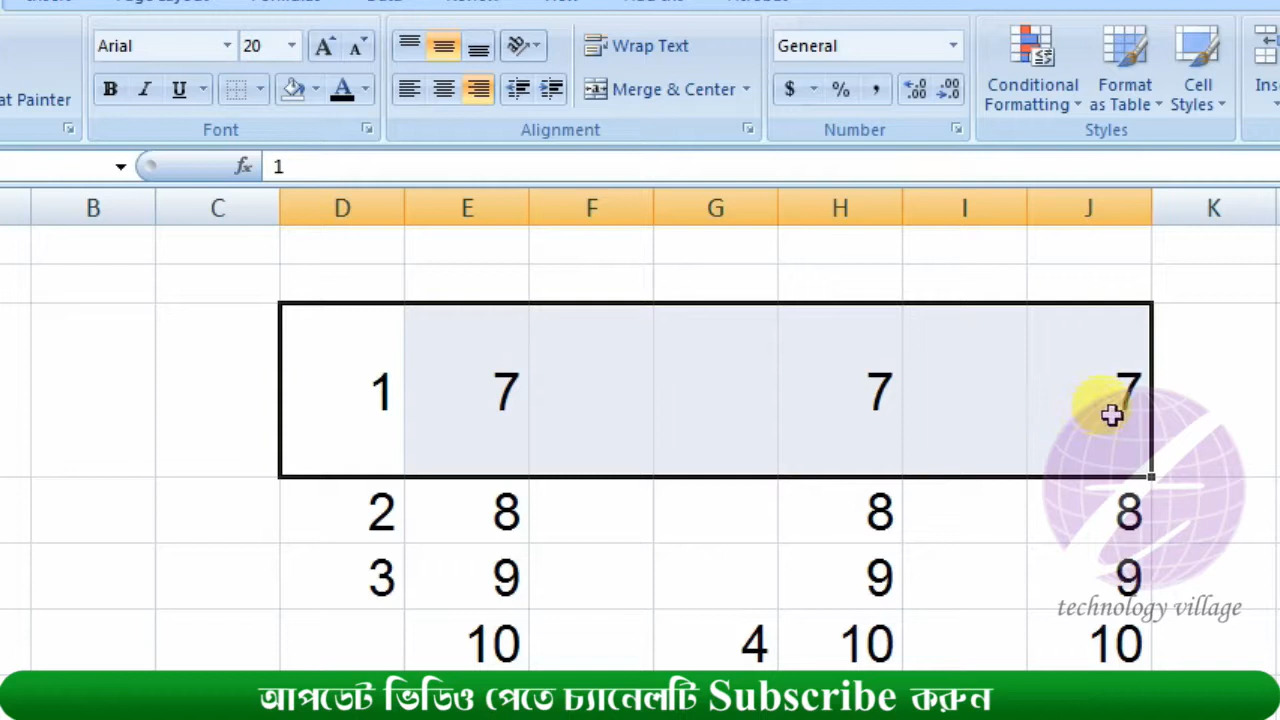 Arial 20 Wrap Text General
at Painter B I U Merge & Center $ % , Conditional Formatting Format as Table Cell Styles
Font Alignment Number Styles
fx 1
B C D E F G H I J K
1 7 7 7
2 8 8 8
3 9 9 9
10 4 10 10
technology village
আপডেট ভিডিও পেতে চ্যানেলটি Subscribe করুন